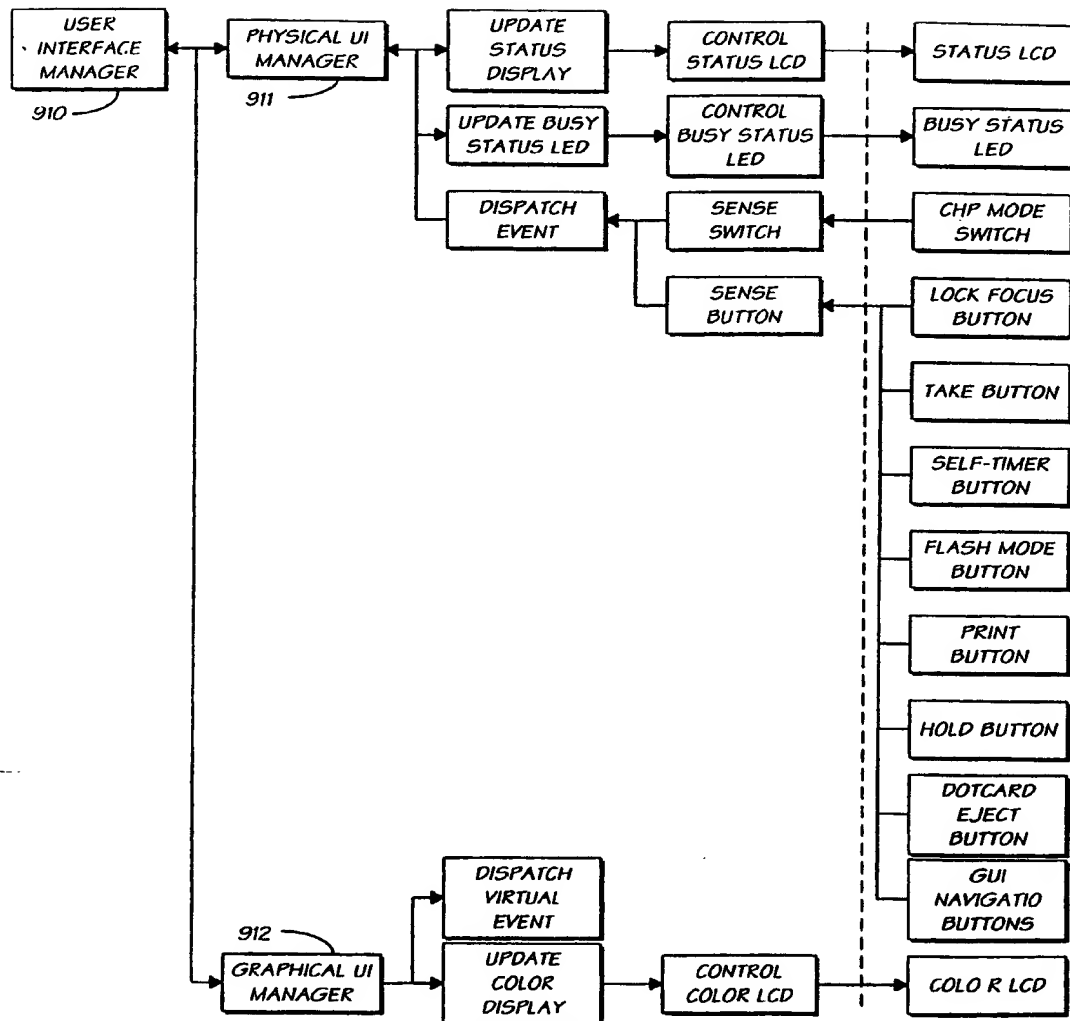 USER
INTERFACE
MANAGER
910
PHYSICAL UI
MANAGER
911
UPDATE
STATUS
DISPLAY
CONTROL
STATUS LCD
STATUS LCD
UPDATE BUSY
STATUS LED
CONTROL
BUSY STATUS
LED
BUSY STATUS
LED
DISPATCH
EVENT
SENSE
SWITCH
CHP MODE
SWITCH
SENSE
BUTTON
LOCK FOCUS
BUTTON
TAKE BUTTON
SELF-TIMER
BUTTON
FLASH MODE
BUTTON
PRINT
BUTTON
HOLD BUTTON
DOTCARD
EJECT
BUTTON
GUI
NAVIGATIO
BUTTONS
DISPATCH
VIRTUAL
EVENT
912
GRAPHICAL UI
MANAGER
UPDATE
COLOR
DISPLAY
CONTROL
COLOR LCD
COLO R LCD